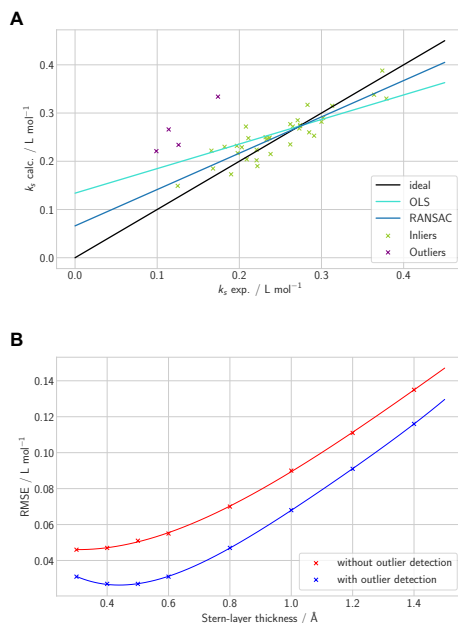 A
k_s calc. / L mol⁻¹
0.4
0.3
0.2
0.1
0.0
ideal
OLS
RANSAC
Inliers
Outliers
0.0 0.1 0.2 0.3 0.4
k_s exp. / L mol⁻¹
B
RMSE / L mol⁻¹
0.14
0.12
0.10
0.08
0.06
0.04
without outlier detection
with outlier detection
0.4 0.6 0.8 1.0 1.2 1.4
Stern-layer thickness / Å